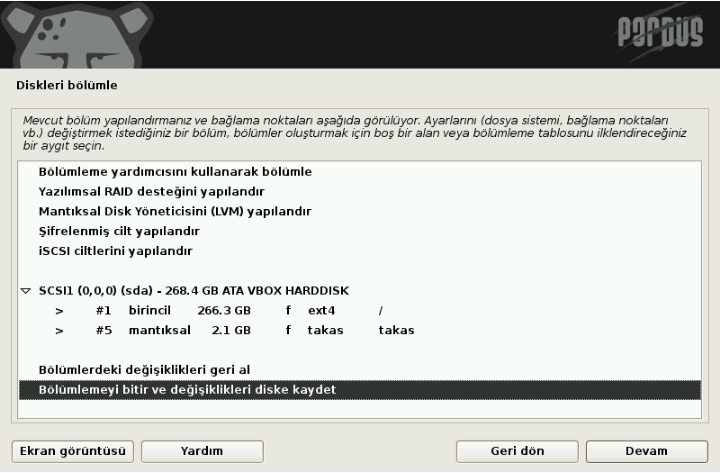 PARDUS
Diskleri bölümle
Mevcut bölüm yapılandırmanız ve bağlama noktaları aşağıda görülüyor. Ayarlarını (dosya sistemi, bağlama noktaları
vb.) değiştirmek istediğiniz bir bölüm, bölümler oluşturmak için boş bir alan veya bölümleme tablosunu ilklendireceğiniz
bir aygıt seçin.
Bölümleme yardımcısını kullanarak bölümle
Yazılımsal RAID desteğini yapılandır
Mantıksal Disk Yöneticisini (LVM) yapılandır
Şifrelenmiş cilt yapılandır
iSCSI ciltlerini yapılandır
SCSI1 (0,0,0) (sda) - 268.4 GB ATA VBOX HARDDISK
> #1 birincil 266.3 GB f ext4 /
> #5 mantıksal 2.1 GB f takas takas
Bölümlerdeki değişiklikleri geri al
Bölümlemeyi bitir ve değişiklikleri diske kaydet
Ekran görüntüsü Yardım Geri dön Devam